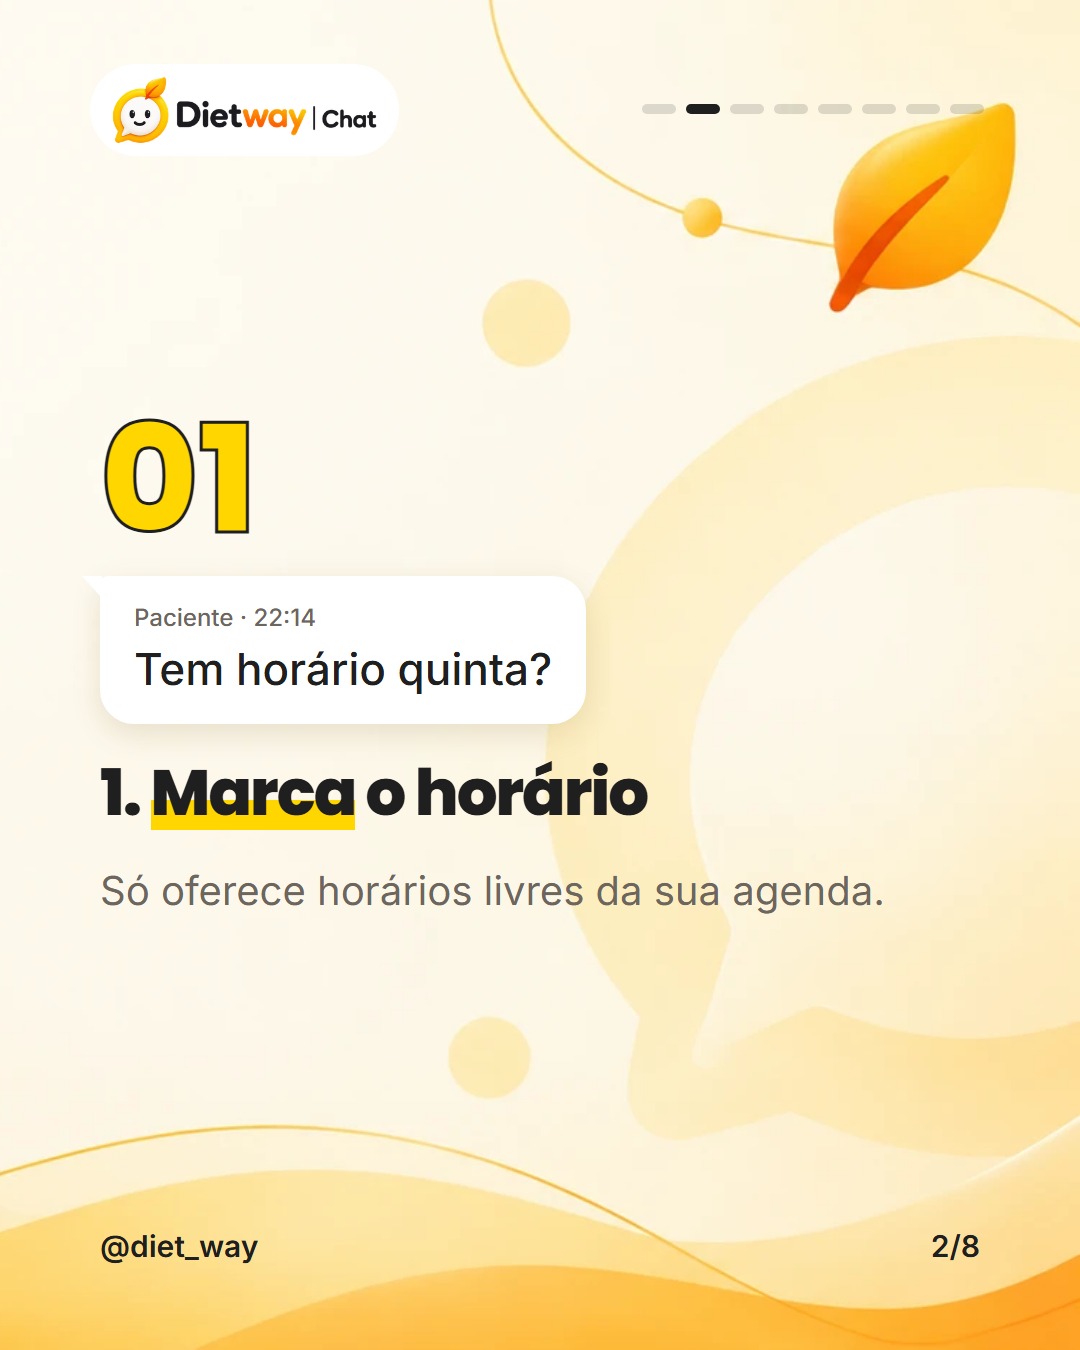 Dietway | Chat
01
Paciente · 22:14
Tem horário quinta?
1. Marca o horário
Só oferece horários livres da sua agenda.
@diet_way
2/8